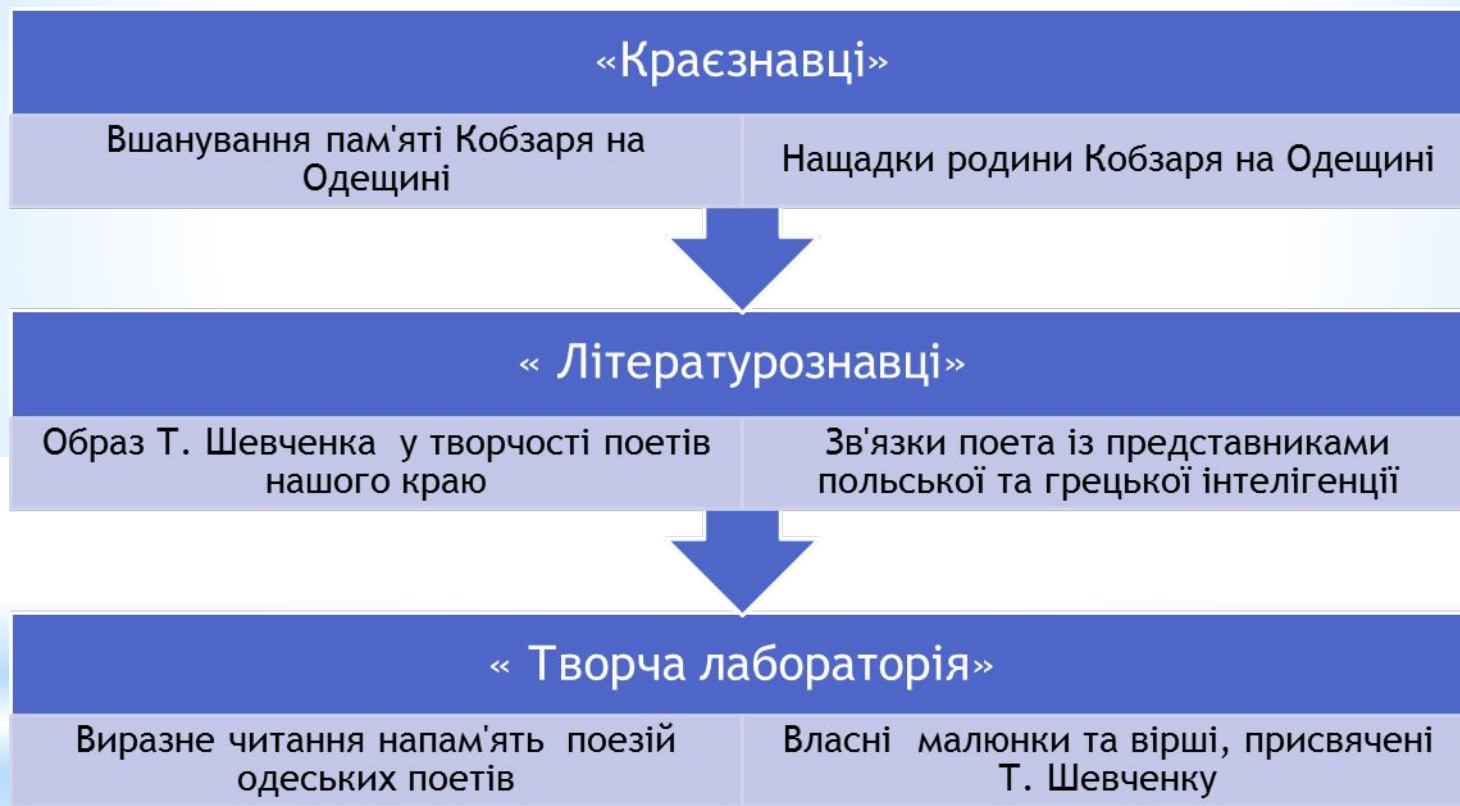 «Краєзнавці»
Вшанування пам'яті Кобзаря на
Одещині
Нащадки родини Кобзаря на Одещині
« Літературознавці»
Образ Т. Шевченка у творчості поетів
нашого краю
Зв'язки поета із представниками
польської та грецької інтелігенції
« Творча лабораторія»
Виразне читання напам'ять поезій
одеських поетів
Власні малюнки та вірші, присвячені
Т. Шевченку